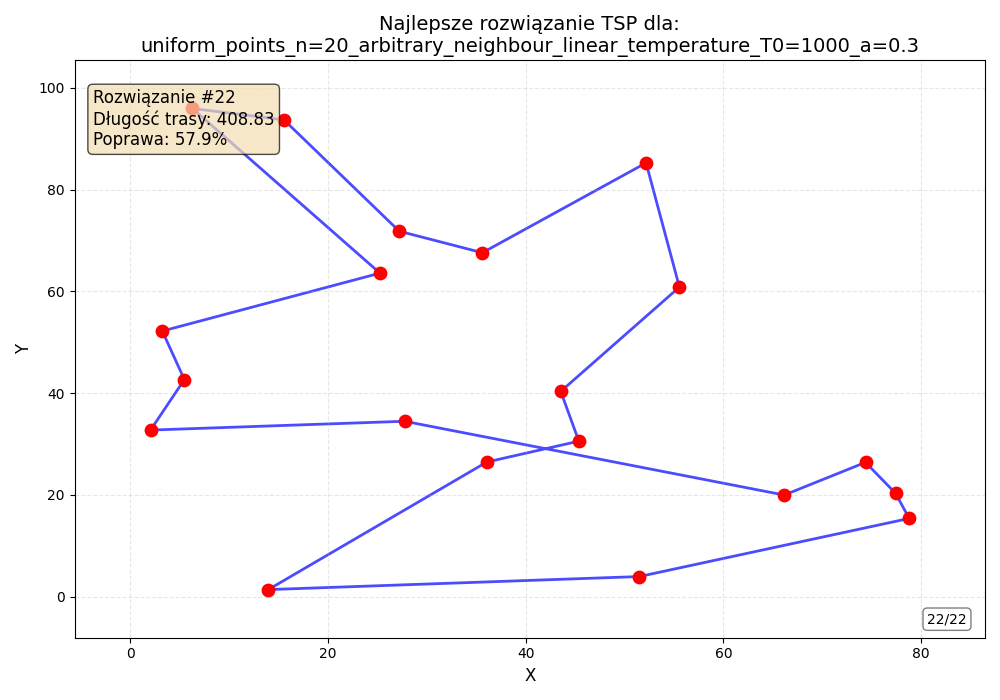 Najlepsze rozwiązanie TSP dla:
uniform_points_n=20_arbitrary_neighbour_linear_temperature_T0=1000_a=0.3
Rozwiązanie #22
Długość trasy: 408.83
Poprawa: 57.9%
100
80
60
40
20
0
Y
0
20
40
60
80
X
22/22